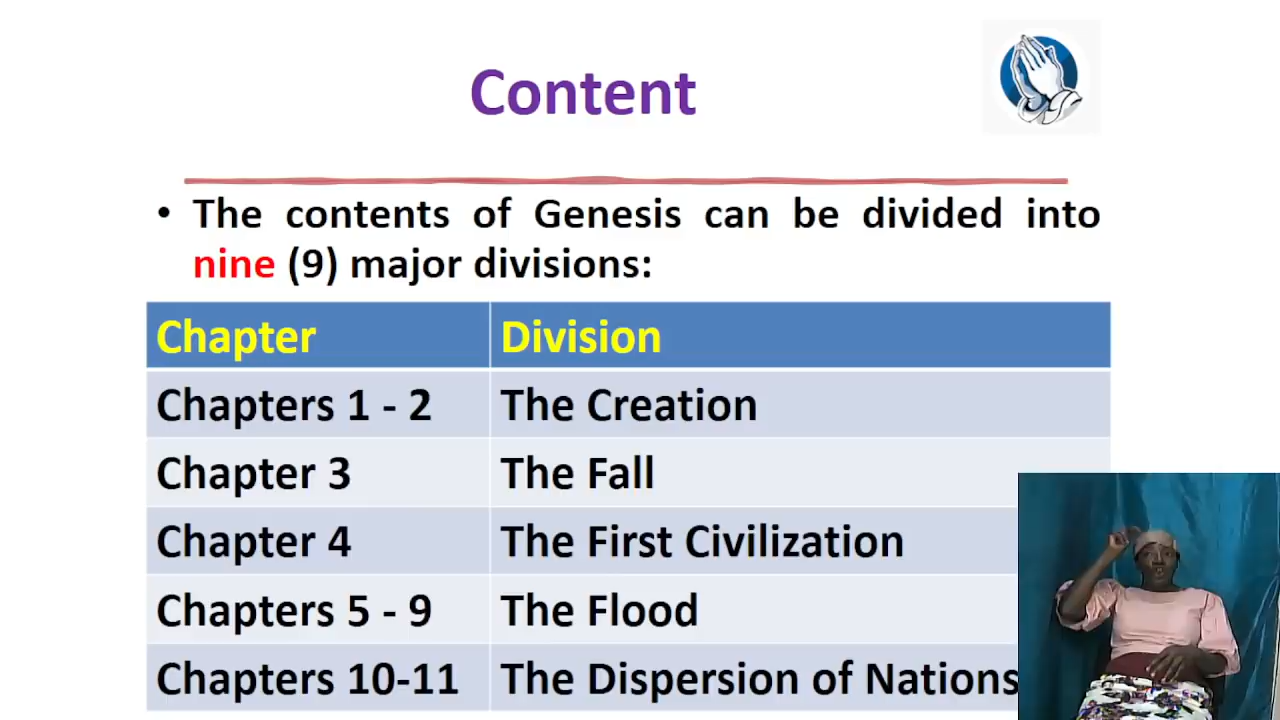 Content
• The contents of Genesis can be divided into
nine (9) major divisions:
Chapter Division
Chapters 1 - 2 The Creation
Chapter 3 The Fall
Chapter 4 The First Civilization
Chapters 5 - 9 The Flood
Chapters 10-11 The Dispersion of Nations